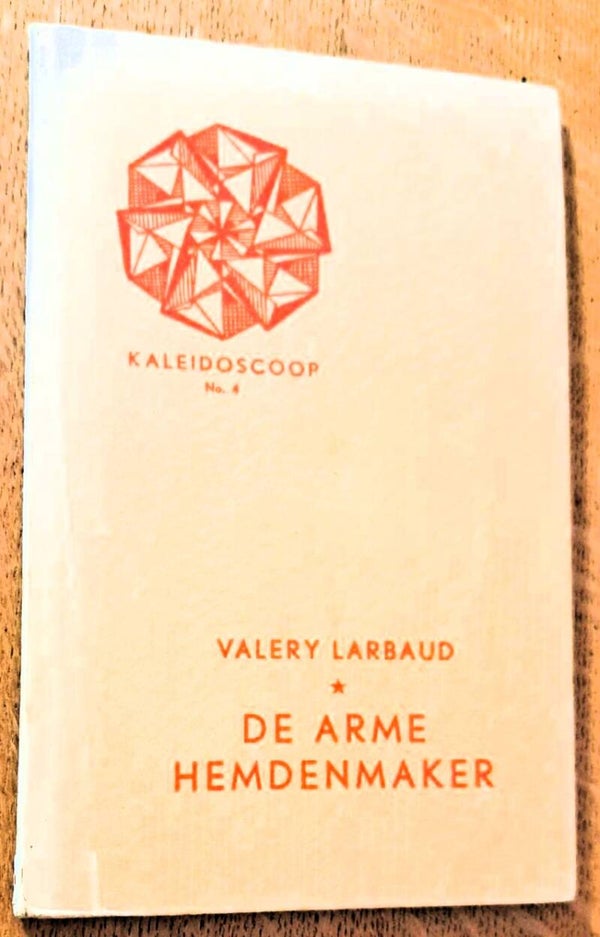 KALEIDOSCOOP
No. 4
VALERY LARBAUD
★
DE ARME
HEMDENMAKER